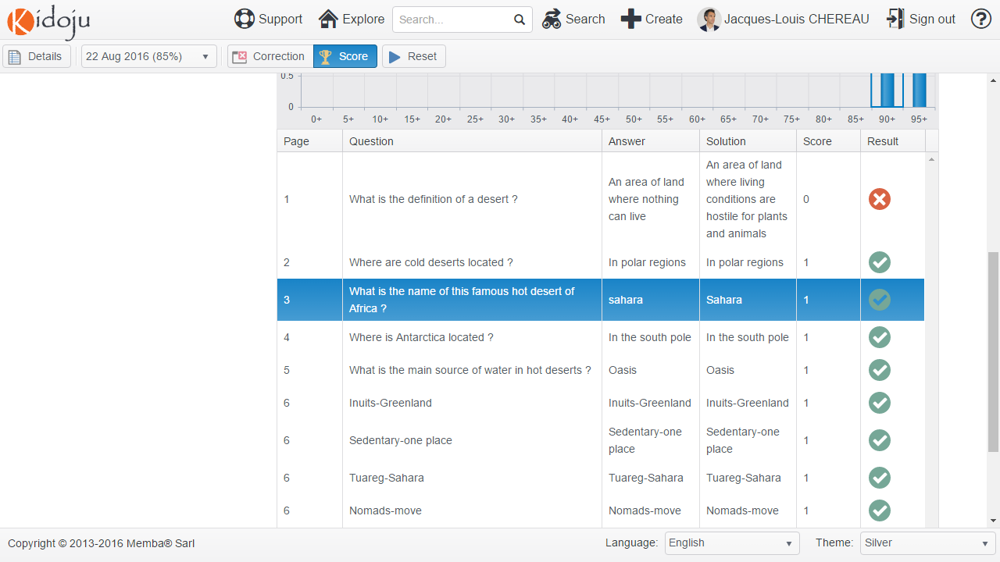 Kidoju Support Explore Search... Search Create Jacques-Louis CHEREAU Sign out ?
Details 22 Aug 2016 (85%) Correction Score Reset
0.5
0
0+ 5+ 10+ 15+ 20+ 25+ 30+ 35+ 40+ 45+ 50+ 55+ 60+ 65+ 70+ 75+ 80+ 85+ 90+ 95+
Page Question Answer Solution Score Result
An area of land
An area of land where living
1 What is the definition of a desert ? where nothing conditions are 0
can live hostile for plants
and animals
2 Where are cold deserts located ? In polar regions In polar regions 1
What is the name of this famous hot desert of
3 sahara Sahara 1
Africa ?
4 Where is Antarctica located ? In the south pole In the south pole 1
5 What is the main source of water in hot deserts ? Oasis Oasis 1
6 Inuits-Greenland Inuits-Greenland Inuits-Greenland 1
Sedentary-one Sedentary-one
6 Sedentary-one place 1
place place
6 Tuareg-Sahara Tuareg-Sahara Tuareg-Sahara 1
6 Nomads-move Nomads-move Nomads-move 1
Copyright © 2013-2016 Memba® Sarl Language: English Theme: Silver